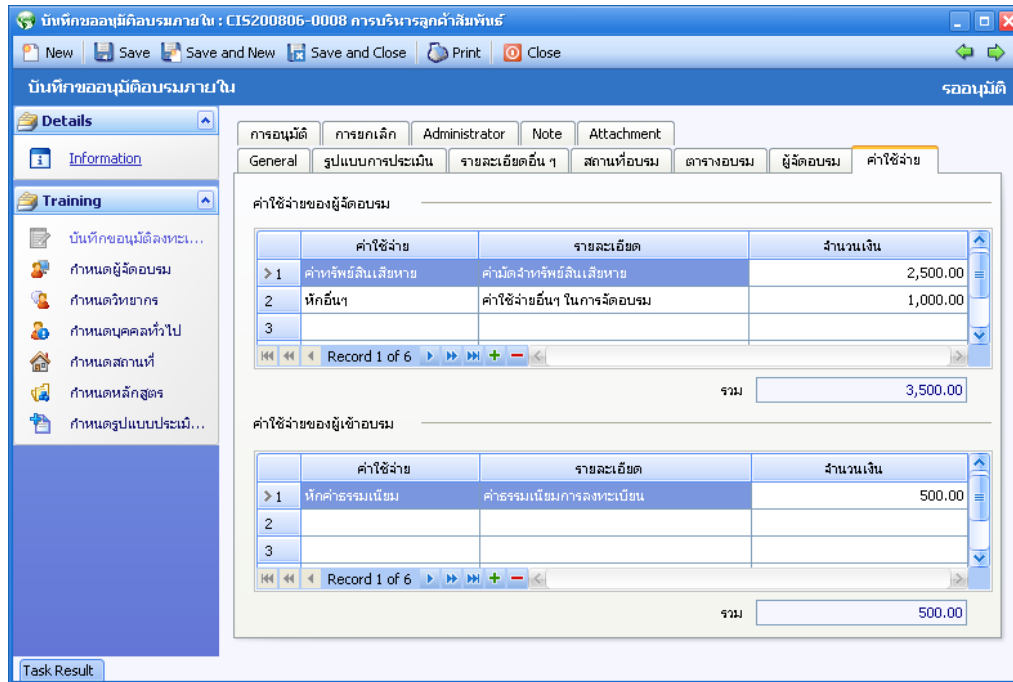 บันทึกขออนุมัติอบรมภายใน : CIS200806-0008 การบริหารลูกค้าสัมพันธ์
New Save Save and New Save and Close Print Close
บันทึกขออนุมัติอบรมภายใน รออนุมัติ
Details
Information
Training
บันทึกขอนุมัติลงทะเ...
กำหนดผู้จัดอบรม
กำหนดวิทยากร
กำหนดบุคคลทั่วไป
กำหนดสถานที่
กำหนดหลักสูตร
กำหนดรูปแบบประเมิ...
การอนุมัติ การยกเลิก Administrator Note Attachment
General รูปแบบการประเมิน รายละเอียดอื่น ๆ สถานที่อบรม ตารางอบรม ผู้จัดอบรม ค่าใช้จ่าย
ค่าใช้จ่ายของผู้จัดอบรม
ค่าใช้จ่าย รายละเอียด จำนวนเงิน
1 ค่าทรัพย์สินเสียหาย ค่ามัดจำทรัพย์สินเสียหาย 2,500.00
2 หักอื่นๆ ค่าใช้จ่ายอื่นๆ ในการจัดอบรม 1,000.00
3
Record 1 of 6
รวม 3,500.00
ค่าใช้จ่ายของผู้เข้าอบรม
ค่าใช้จ่าย รายละเอียด จำนวนเงิน
1 หักค่าธรรมเนียม ค่าธรรมเนียมการลงทะเบียน 500.00
2
3
Record 1 of 6
รวม 500.00
Task Result